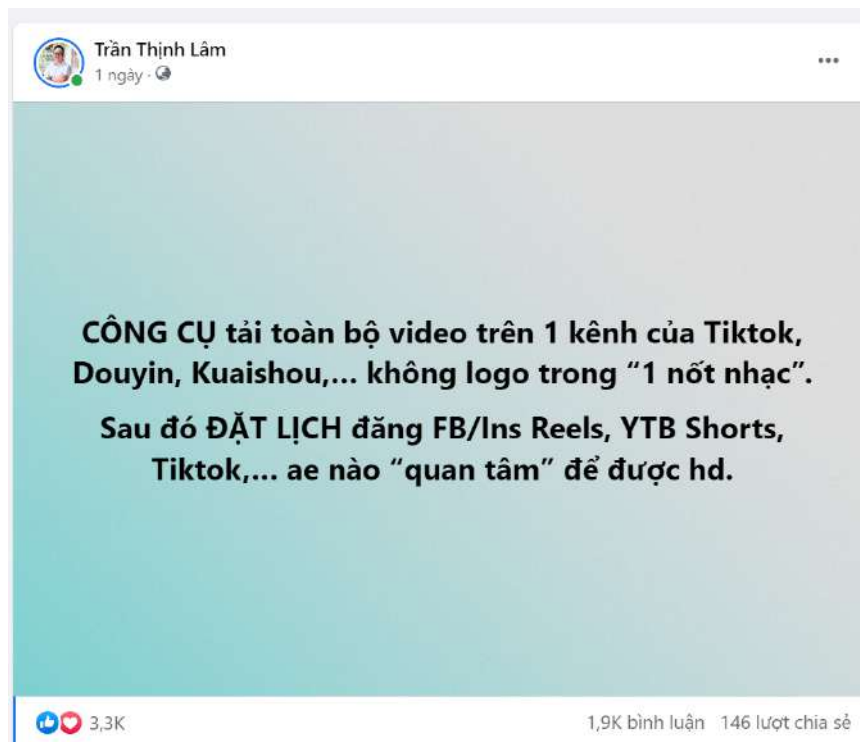 Trần Thịnh Lâm
1 ngày ·
CÔNG CỤ tải toàn bộ video trên 1 kênh của Tiktok,
Douyin, Kuaishou,... không logo trong “1 nốt nhạc”.
Sau đó ĐẶT LỊCH đăng FB/Ins Reels, YTB Shorts,
Tiktok,... ae nào “quan tâm” để được hd.
3,3K
1,9K bình luận 146 lượt chia sẻ